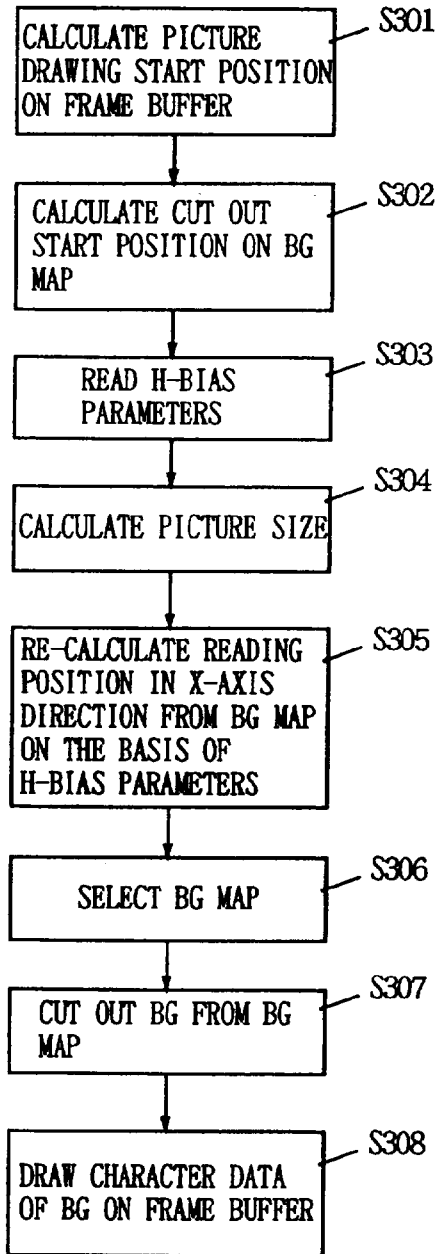 S301
CALCULATE PICTURE
DRAWING START POSITION
ON FRAME BUFFER
S302
CALCULATE CUT OUT
START POSITION ON BG
MAP
S303
READ H-BIAS
PARAMETERS
S304
CALCULATE PICTURE SIZE
S305
RE-CALCULATE READING
POSITION IN X-AXIS
DIRECTION FROM BG MAP
ON THE BASIS OF
H-BIAS PARAMETERS
S306
SELECT BG MAP
S307
CUT OUT BG FROM BG
MAP
S308
DRAW CHARACTER DATA
OF BG ON FRAME BUFFER